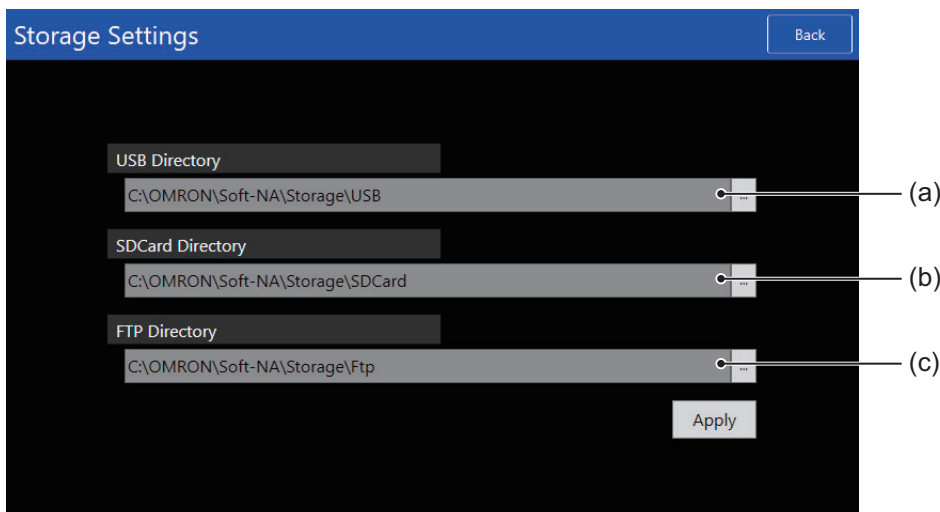 Storage Settings
Back
USB Directory
C:\OMRON\Soft-NA\Storage\USB
...
(a)
SDCard Directory
C:\OMRON\Soft-NA\Storage\SDCard
...
(b)
FTP Directory
C:\OMRON\Soft-NA\Storage\Ftp
...
(c)
Apply